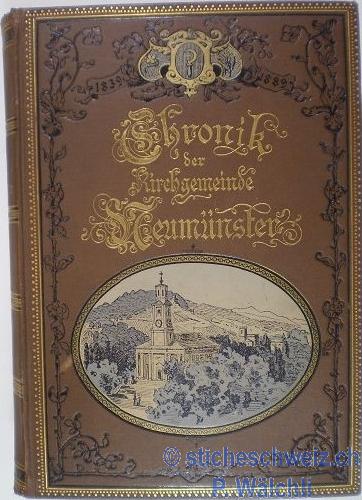 1839 1889
Chronik
der
Kirchgemeinde
Neumünster
© sticheschweiz.ch
P. Wälchli